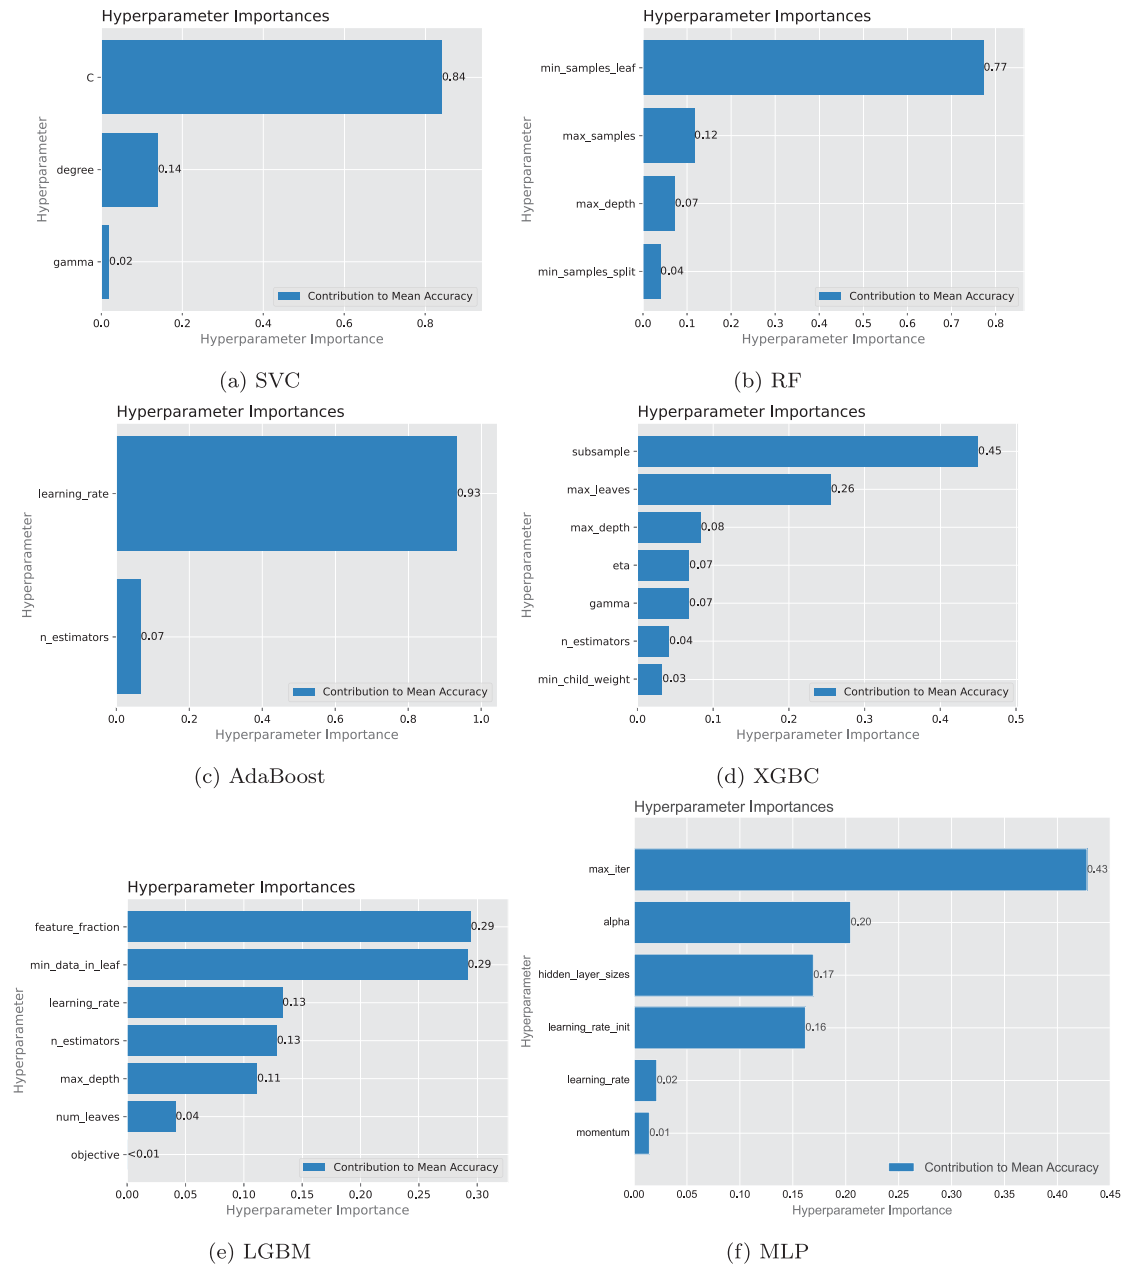 Hyperparameter Importances
Hyperparameter
C
0.84
degree
0.14
gamma
0.02
Contribution to Mean Accuracy
0.0 0.2 0.4 0.6 0.8
Hyperparameter Importance
(a) SVC
Hyperparameter Importances
Hyperparameter
min_samples_leaf
0.77
max_samples
0.12
max_depth
0.07
min_samples_split
0.04
Contribution to Mean Accuracy
0.0 0.1 0.2 0.3 0.4 0.5 0.6 0.7 0.8
Hyperparameter Importance
(b) RF
Hyperparameter Importances
Hyperparameter
learning_rate
0.93
n_estimators
0.07
Contribution to Mean Accuracy
0.0 0.2 0.4 0.6 0.8 1.0
Hyperparameter Importance
(c) AdaBoost
Hyperparameter Importances
Hyperparameter
subsample
0.45
max_leaves
0.26
max_depth
0.08
eta
0.07
gamma
0.07
n_estimators
0.04
min_child_weight
0.03
Contribution to Mean Accuracy
0.0 0.1 0.2 0.3 0.4 0.5
Hyperparameter Importance
(d) XGBC
Hyperparameter Importances
Hyperparameter
feature_fraction
0.29
min_data_in_leaf
0.29
learning_rate
0.13
n_estimators
0.13
max_depth
0.11
num_leaves
0.04
objective
<0.01
Contribution to Mean Accuracy
0.00 0.05 0.10 0.15 0.20 0.25 0.30
Hyperparameter Importance
(e) LGBM
Hyperparameter Importances
Hyperparameter
max_iter
0.43
alpha
0.20
hidden_layer_sizes
0.17
learning_rate_init
0.16
learning_rate
0.02
momentum
0.01
Contribution to Mean Accuracy
0.00 0.05 0.10 0.15 0.20 0.25 0.30 0.35 0.40 0.45
Hyperparameter Importance
(f) MLP